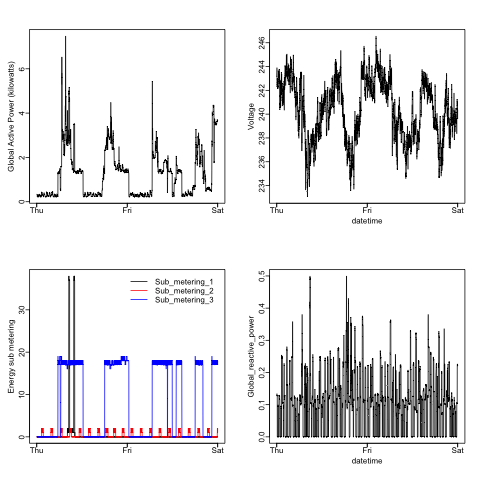 Global Active Power (kilowatts)
0 2 4 6
Thu Fri Sat
Voltage
234 236 238 240 242 244 246
Thu Fri Sat
datetime
Energy sub metering
0 10 20 30
Sub_metering_1
Sub_metering_2
Sub_metering_3
Thu Fri Sat
Global_reactive_power
0.0 0.1 0.2 0.3 0.4 0.5
Thu Fri Sat
datetime